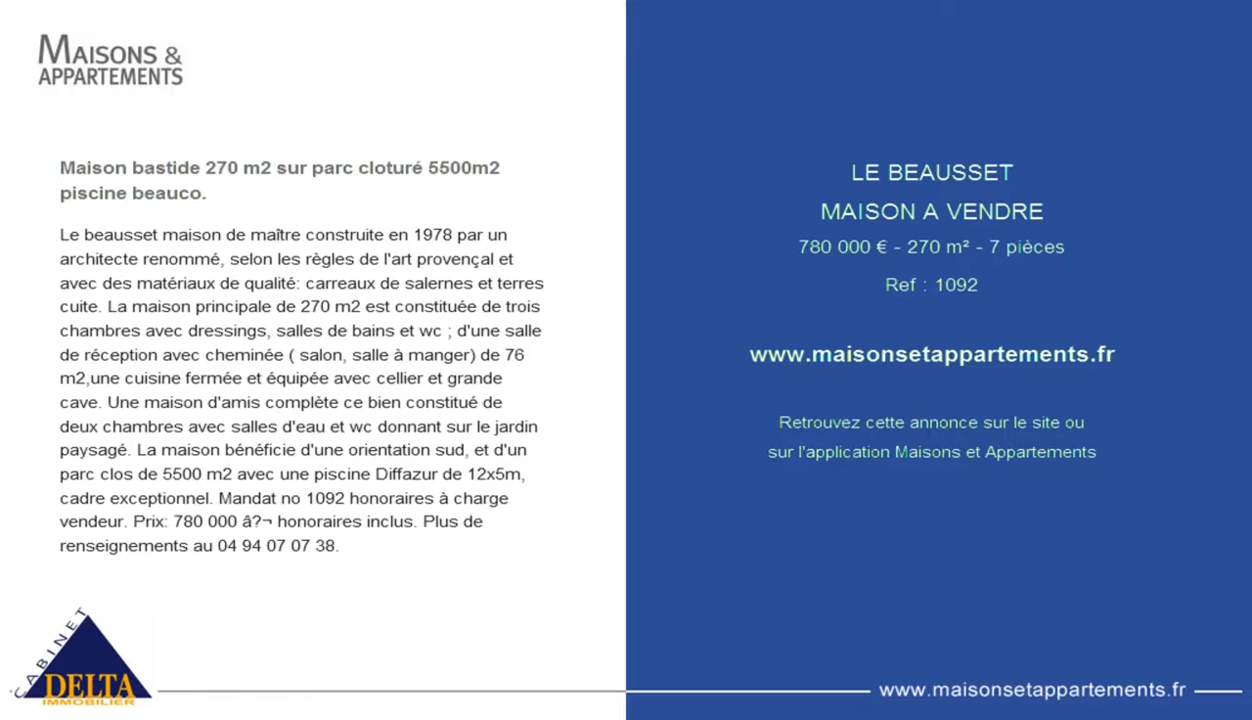 MAISONS &
APPARTEMENTS
Maison bastide 270 m2 sur parc cloturé 5500m2
piscine beauco.
Le beausset maison de maître construite en 1978 par un
architecte renommé, selon les règles de l'art provençal et
avec des matériaux de qualité: carreaux de salernes et terres
cuite. La maison principale de 270 m2 est constituée de trois
chambres avec dressings, salles de bains et wc ; d'une salle
de réception avec cheminée ( salon, salle à manger) de 76
m2,une cuisine fermée et équipée avec cellier et grande
cave. Une maison d'amis complète ce bien constitué de
deux chambres avec salles d'eau et wc donnant sur le jardin
paysagé. La maison bénéficie d'une orientation sud, et d'un
parc clos de 5500 m2 avec une piscine Diffazur de 12x5m,
cadre exceptionnel. Mandat no 1092 honoraires à charge
vendeur. Prix: 780 000 â?¬ honoraires inclus. Plus de
renseignements au 04 94 07 07 38.
CABINET
DELTA
IMMOBILIER
LE BEAUSSET
MAISON A VENDRE
780 000 € - 270 m² - 7 pièces
Ref : 1092
www.maisonsetappartements.fr
Retrouvez cette annonce sur le site ou
sur l'application Maisons et Appartements
www.maisonsetappartements.fr